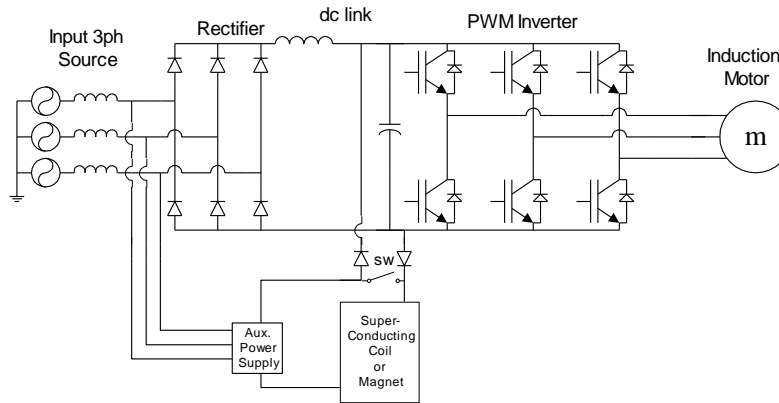 Input 3ph
Source
Rectifier
dc link
PWM Inverter
Induction
Motor
m
sw
Aux.
Power
Supply
Super-
Conducting
Coil
or
Magnet